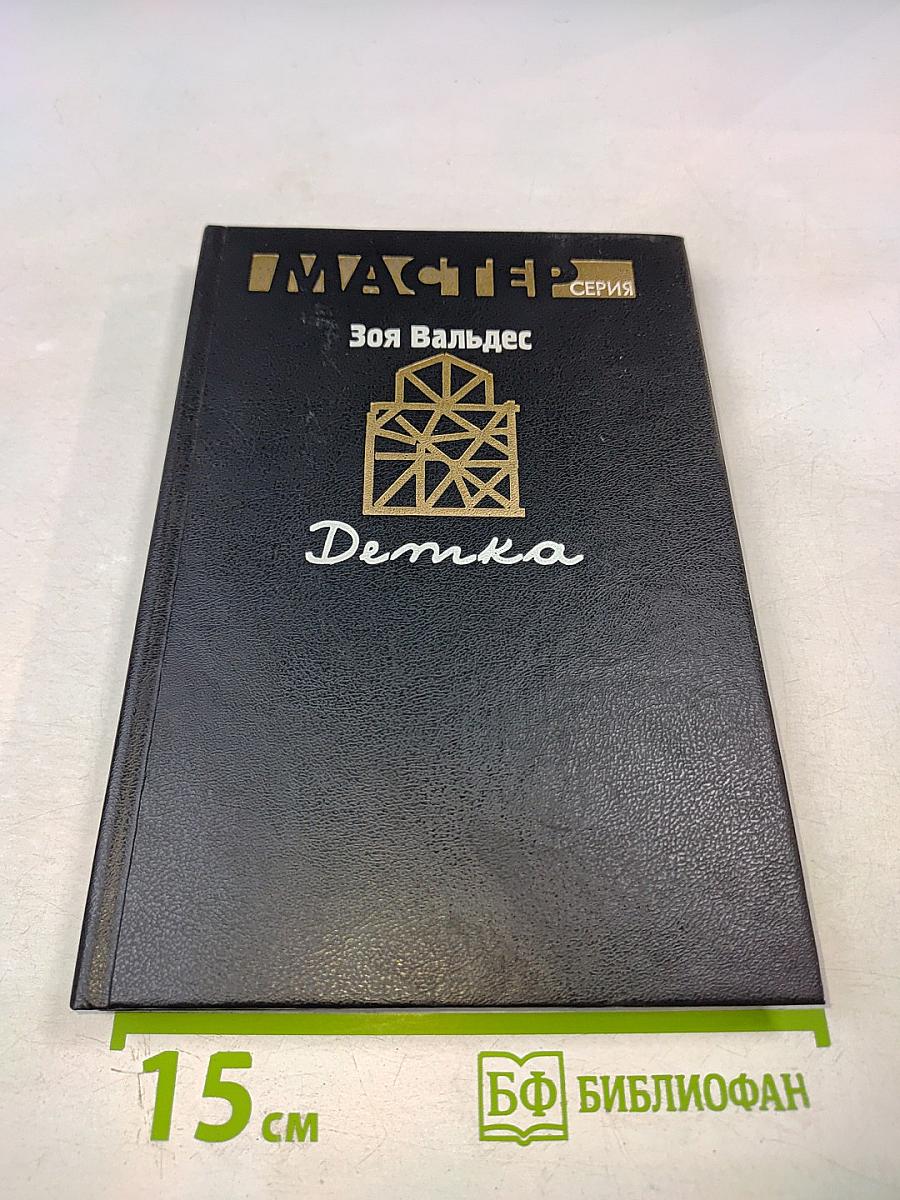 МАСТЕР
СЕРИЯ
Зоя Вальдес
Детка
15 см
БФ БИБЛИОФАН